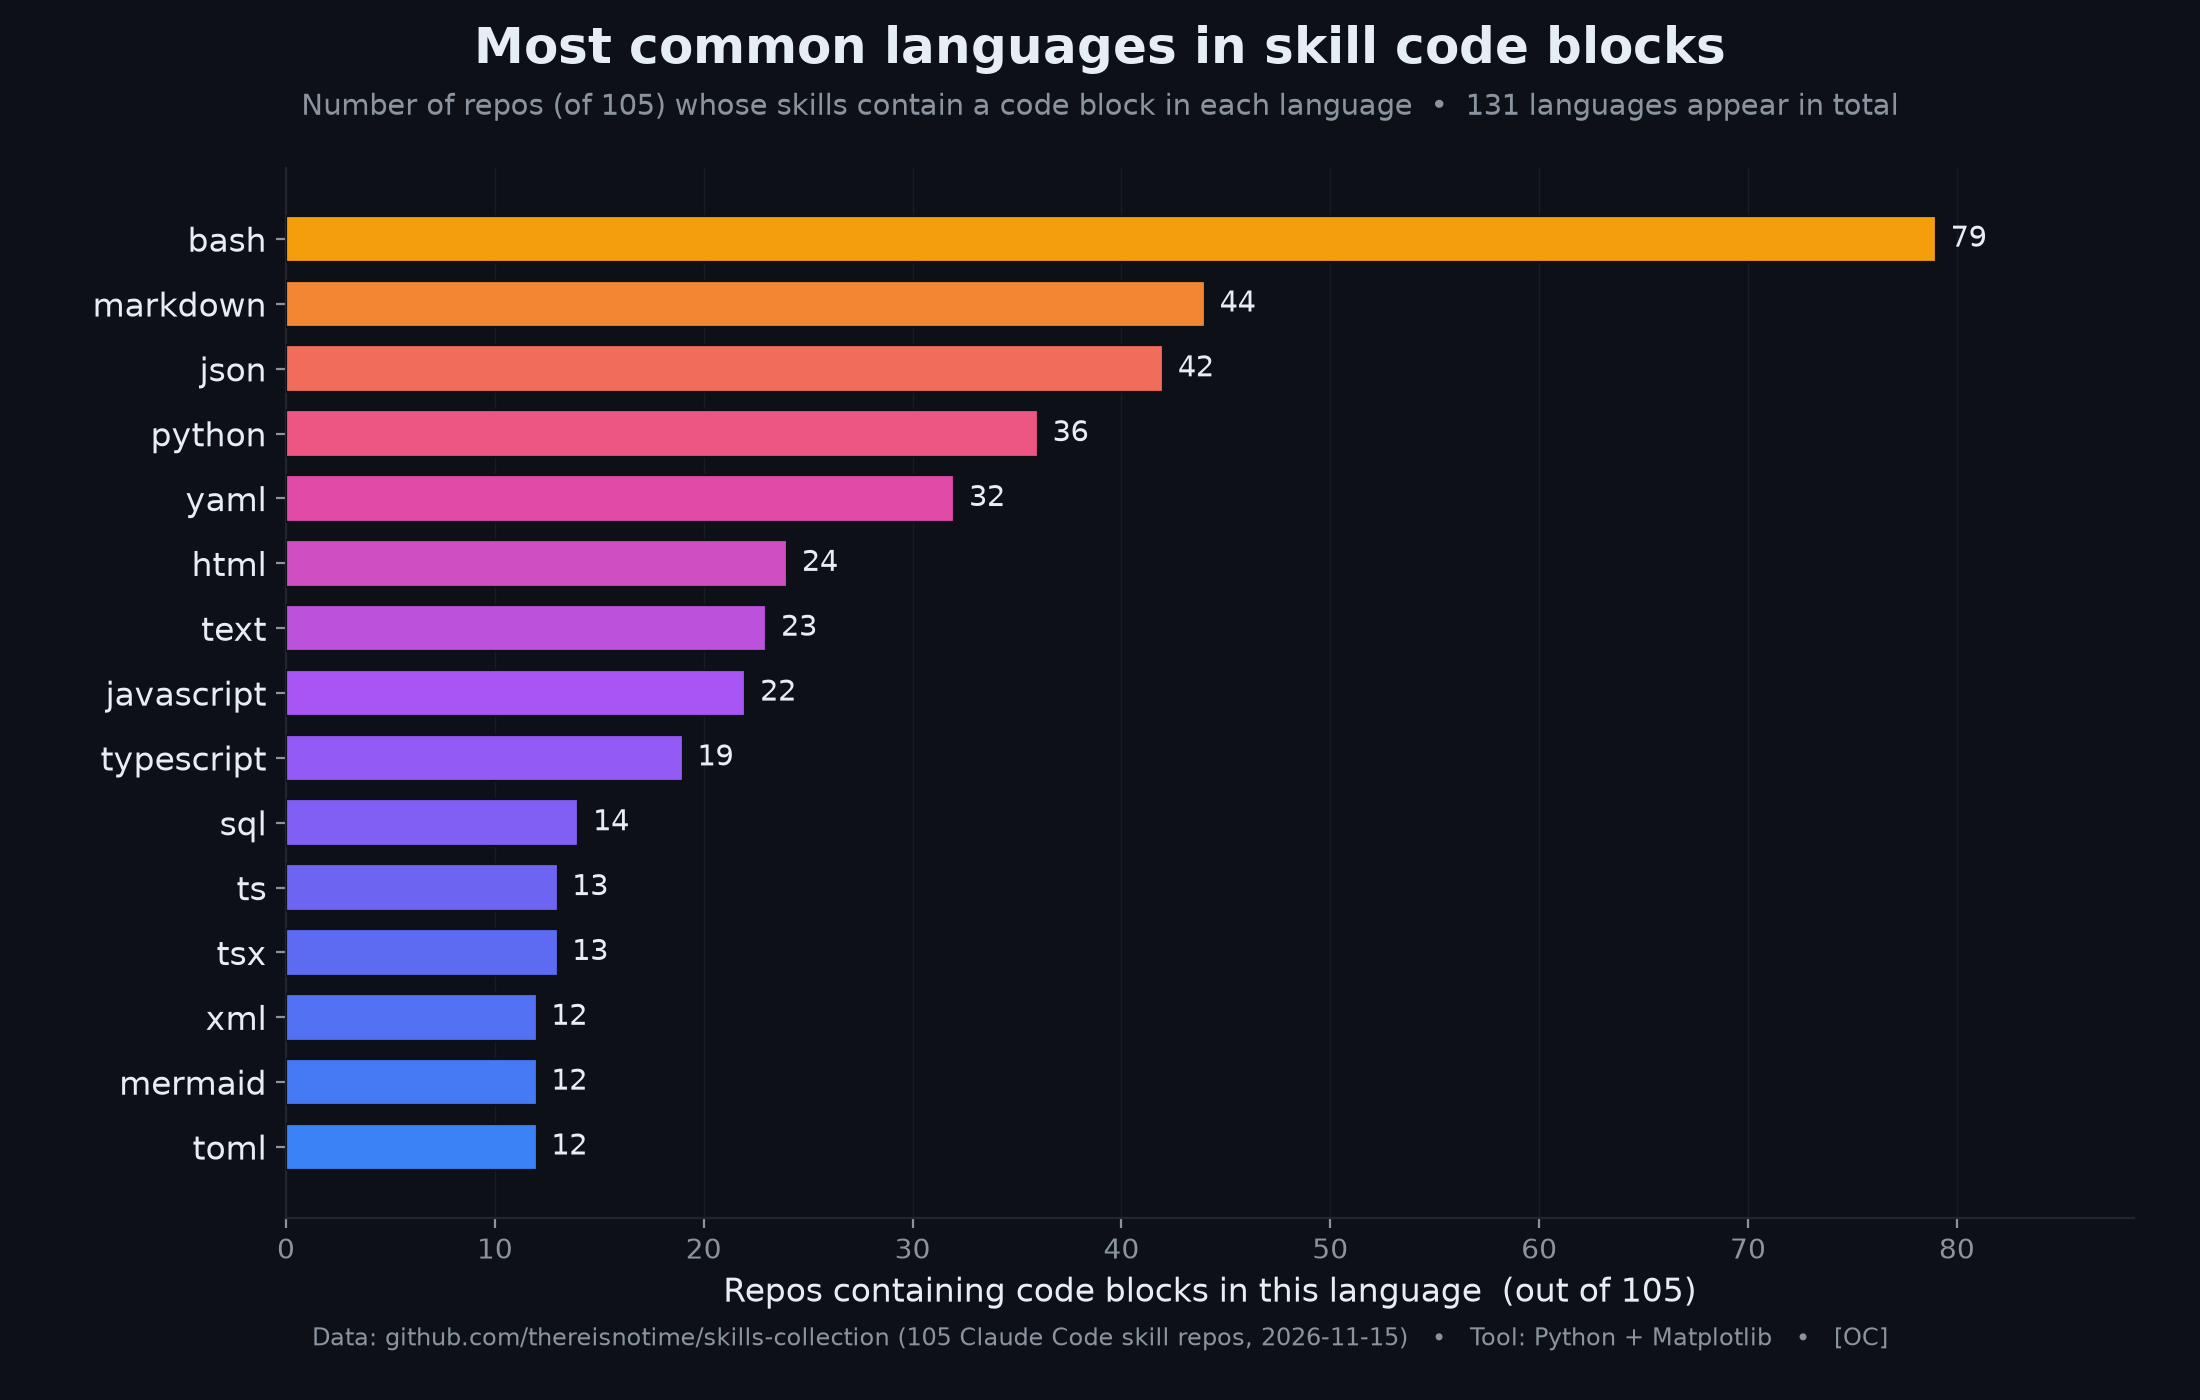 Most common languages in skill code blocks
Number of repos (of 105) whose skills contain a code block in each language • 131 languages appear in total
bash 79
markdown 44
json 42
python 36
yaml 32
html 24
text 23
javascript 22
typescript 19
sql 14
ts 13
tsx 13
xml 12
mermaid 12
toml 12
0 10 20 30 40 50 60 70 80
Repos containing code blocks in this language (out of 105)
Data: github.com/thereisnotime/skills-collection (105 Claude Code skill repos, 2026-11-15) • Tool: Python + Matplotlib • [OC]